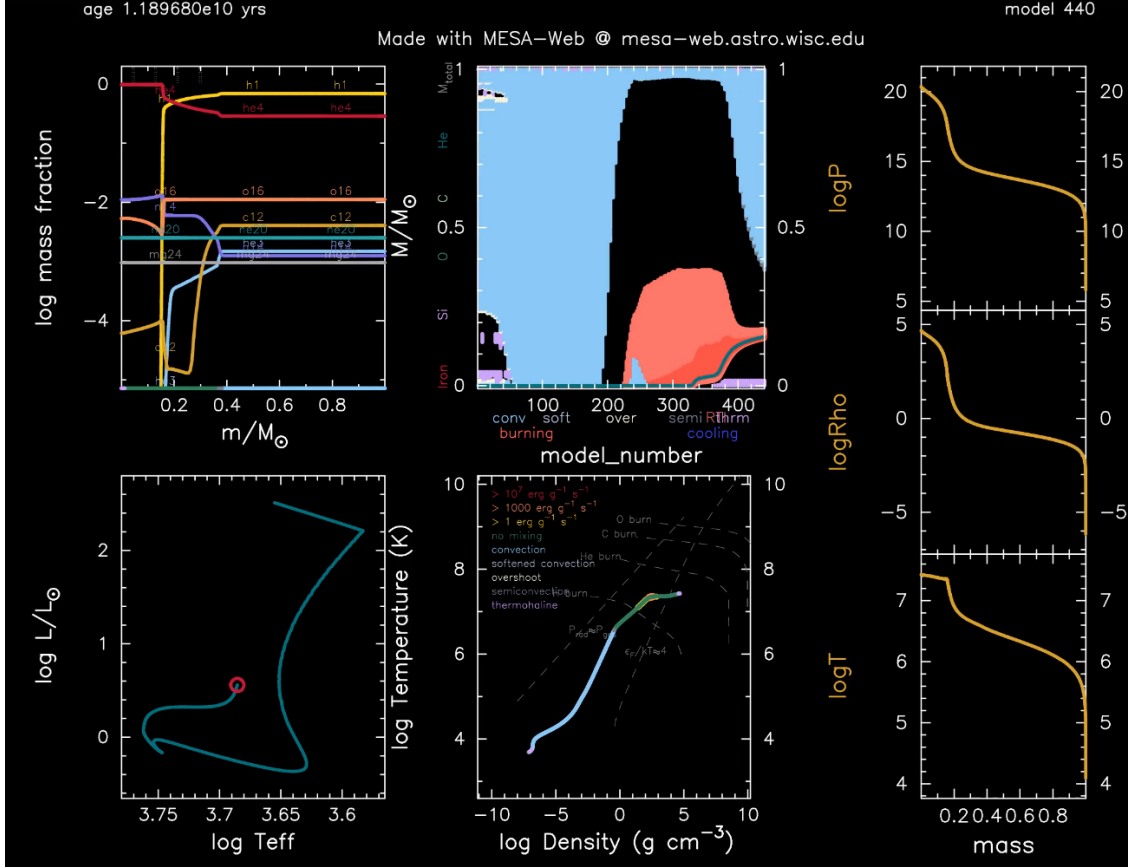 age 1.189680e10 yrs
model 440
Made with MESA-Web @ mesa-web.astro.wisc.edu
log mass fraction
0
−2
−4
h1
h1
h1
he4
he4
he4
o16
o16
o16
c12
c12
c12
ne20
ne20
ne20
he3
he3
mg24
mg24
mg24
0.2 0.4 0.6 0.8
m/M⊙
M/M⊙
Mtotal
He
C
O
Si
Iron
1
0.5
0
1
0.5
0
100 200 300 400
conv soft over semi RTI thrm
burning cooling
model_number
logP
20
15
10
5
20
15
10
5
logRho
5
0
−5
5
0
−5
logT
7
6
5
4
7
6
5
4
0.2 0.4 0.6 0.8
mass
log L/L⊙
2
1
0
3.75 3.7 3.65 3.6
log Teff
log Temperature (K)
10
8
6
4
10
8
6
4
> 10⁷ erg g⁻¹ s⁻¹
> 1000 erg g⁻¹ s⁻¹
> 1 erg g⁻¹ s⁻¹
no mixing
convection
softened convection
overshoot
semiconvection
thermohaline
O burn
C burn
He burn
H burn
Prad≈Pgas
εF/kT≈4
−10 −5 0 5 10
log Density (g cm⁻³)